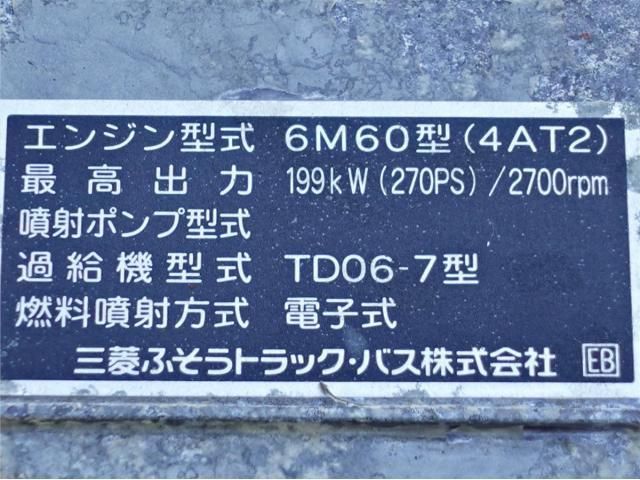 エンジン型式 6M60型(4AT2)
最高出力 199kW(270PS)/2700rpm
噴射ポンプ型式
過給機型式 TD06-7型
燃料噴射方式 電子式
三菱ふそうトラック・バス株式会社 EB